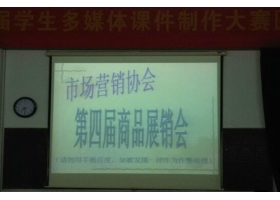 届学生多媒体课件制作大赛
市场营销协会
第四届商品展销会